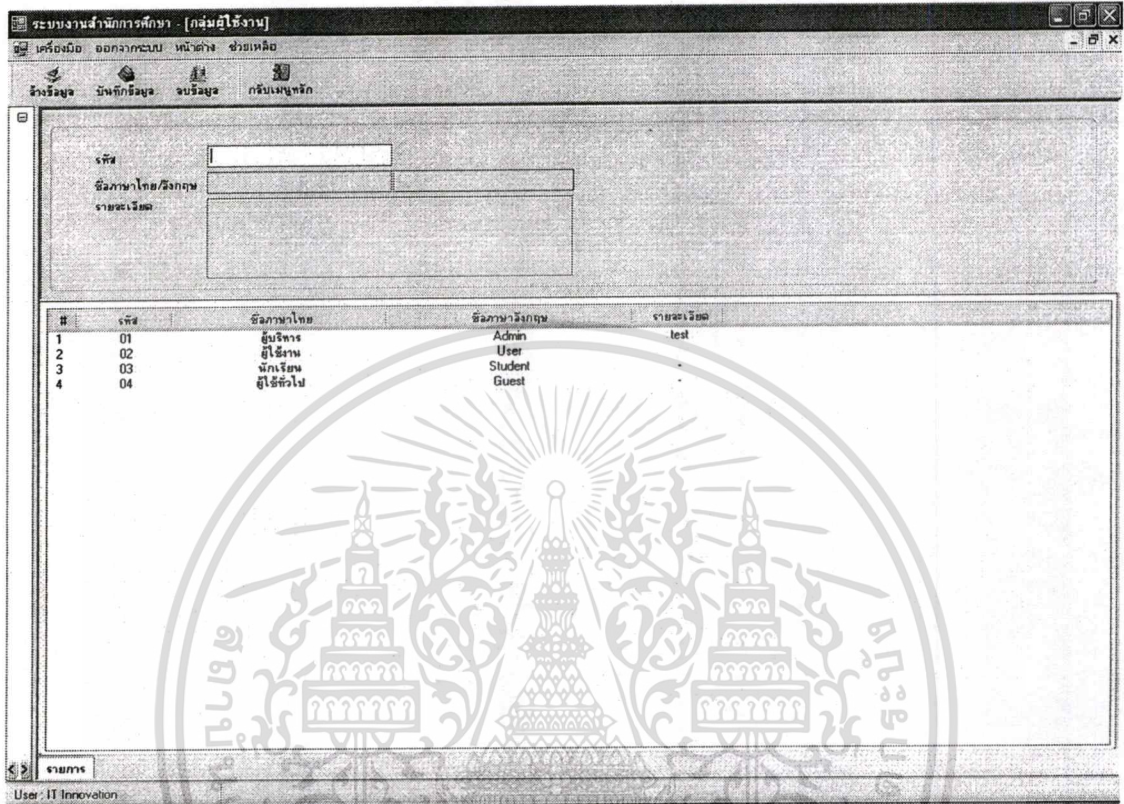 ระบบงานสำนักการศึกษา - [กลุ่มผู้ใช้งาน]
เครื่องมือ ออกจากระบบ หน้าต่าง ช่วยเหลือ
ล้างข้อมูล บันทึกข้อมูล ลบข้อมูล กลับเมนูหลัก
รหัส
ชื่อภาษาไทย/อังกฤษ
รายละเอียด
# รหัส ชื่อภาษาไทย ชื่อภาษาอังกฤษ รายละเอียด
1 01 ผู้บริหาร Admin test
2 02 ผู้ใช้งาน User
3 03 นักเรียน Student -
4 04 ผู้ใช้ทั่วไป Guest -
รายการ
User : IT Innovation